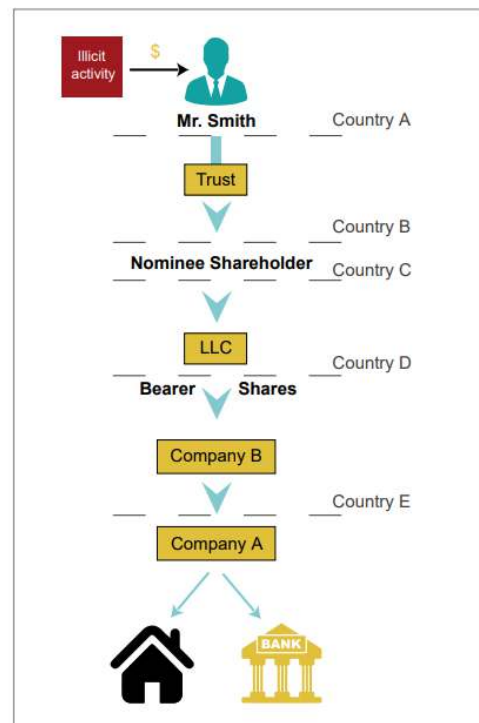 Illicit
activity
$
Mr. Smith
Country A
Trust
Country B
Nominee Shareholder
Country C
LLC
Country D
Bearer Shares
Company B
Country E
Company A
BANK